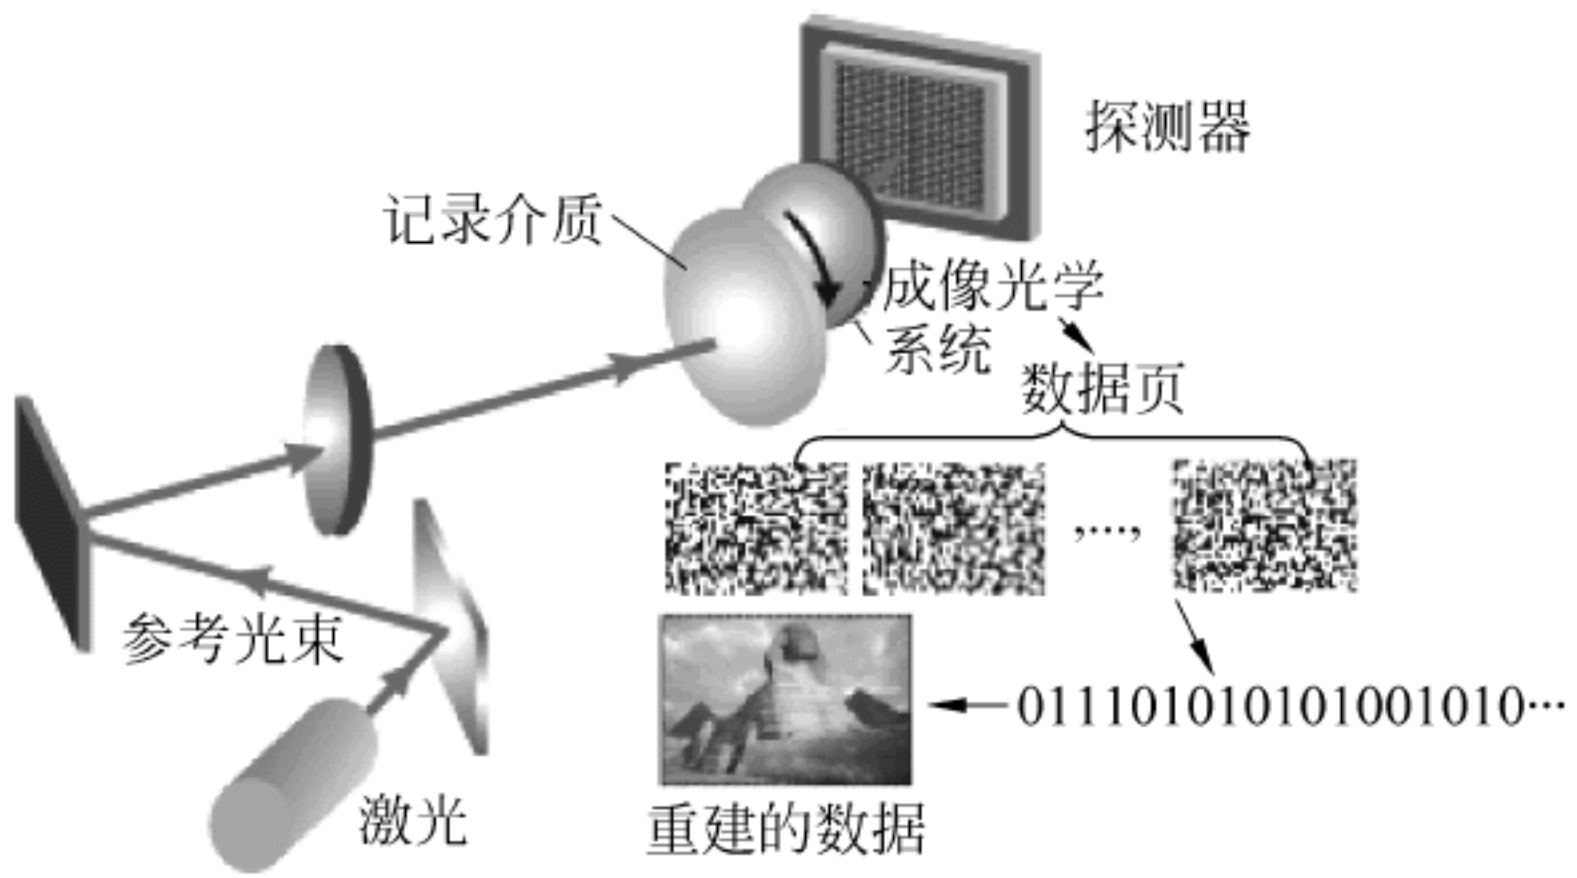 探测器
记录介质
成像光学
系统
数据页
,…,
参考光束
011101010101001010…
激光
重建的数据